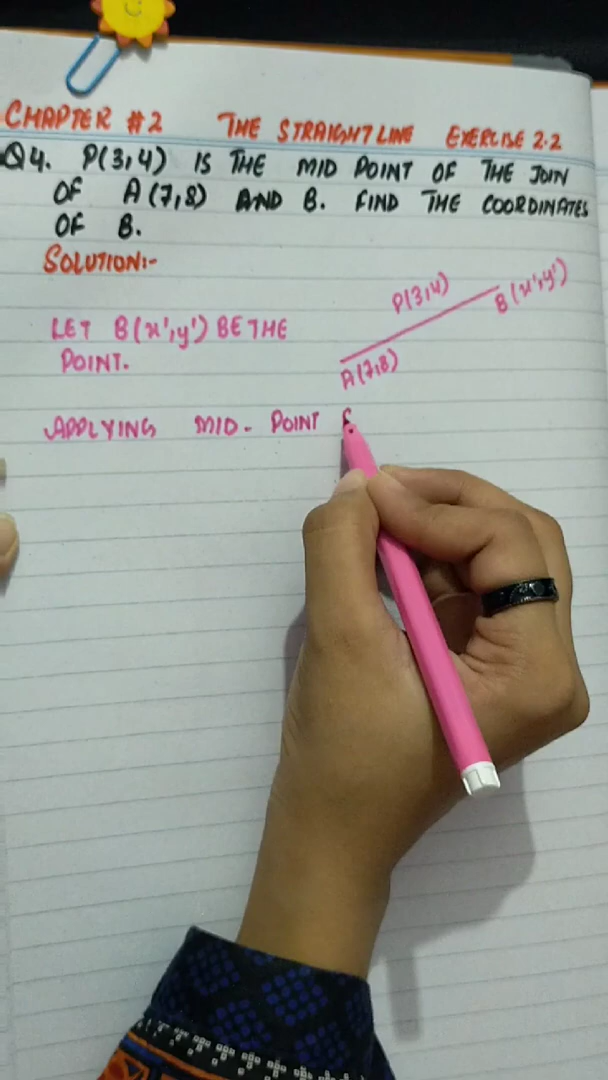 CHAPTER #2 THE STRAIGHT LINE EXERCISE 2.2
Q4. P(3,4) IS THE MID POINT OF THE JOIN
OF A(7,8) AND B. FIND THE COORDINATES
OF B.
SOLUTION:-
P(3,4)
B(x',y')
LET B(x',y') BE THE
POINT.
A(7,8)
APPLYING MID-POINT F